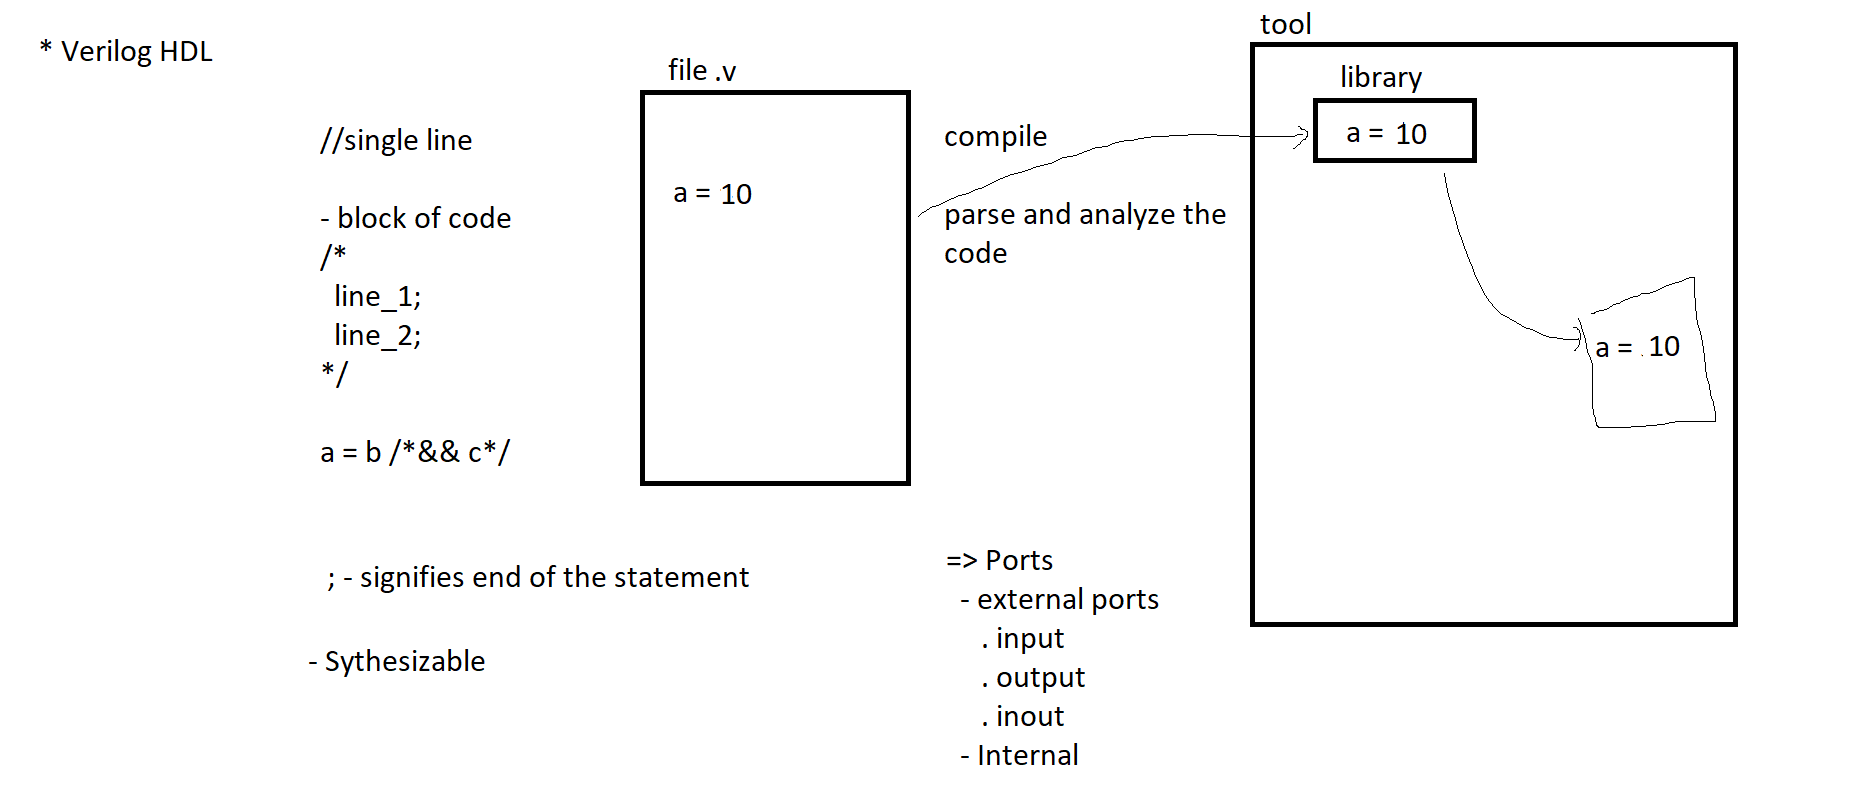 * Verilog HDL
//single line
- block of code
/*
line_1;
line_2;
*/
a = b /*&& c*/
; - signifies end of the statement
- Sythesizable
file .v
a = 10
compile
parse and analyze the
code
tool
library
a = 10
a = 10
=> Ports
- external ports
. input
. output
. inout
- Internal